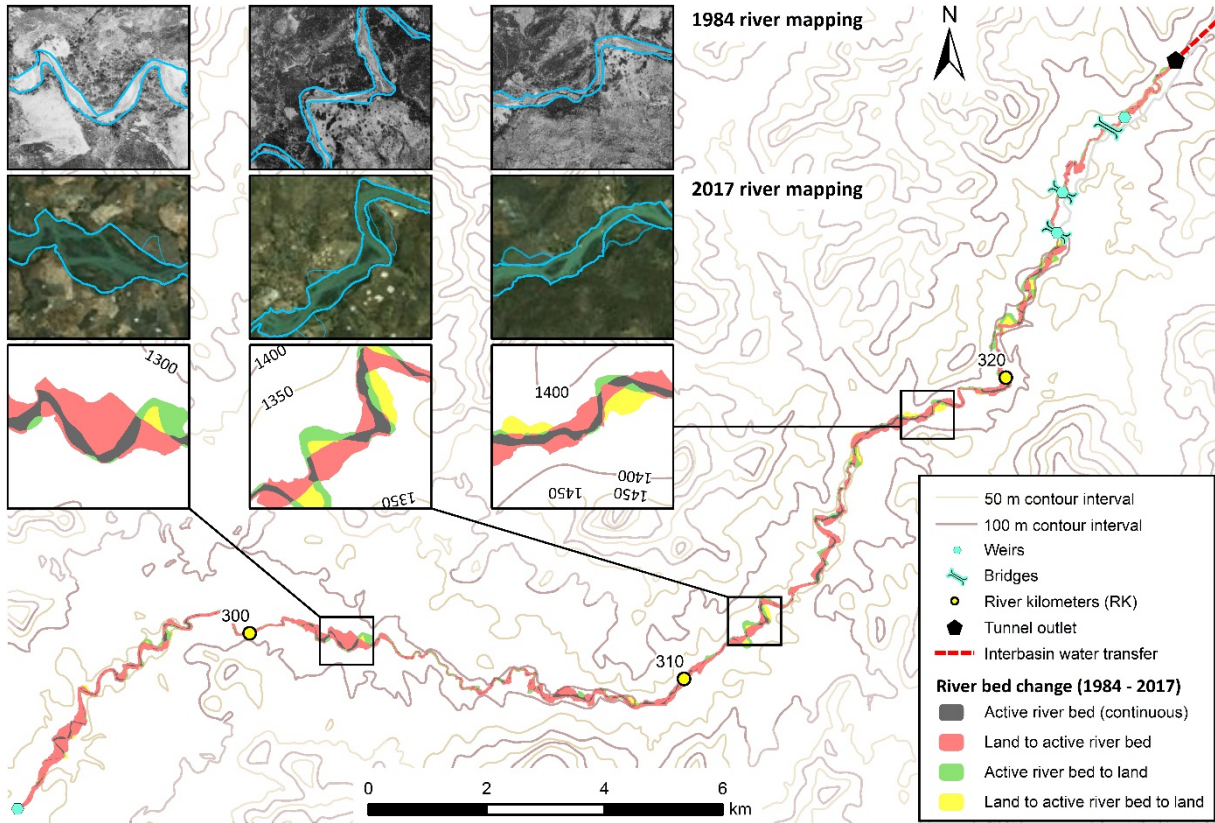 1984 river mapping
N
2017 river mapping
1300
1400
1350
1350
1400
1400
1450
1450
320
310
300
0 2 4 6
km
50 m contour interval
100 m contour interval
Weirs
Bridges
River kilometers (RK)
Tunnel outlet
Interbasin water transfer
River bed change (1984 - 2017)
Active river bed (continuous)
Land to active river bed
Active river bed to land
Land to active river bed to land